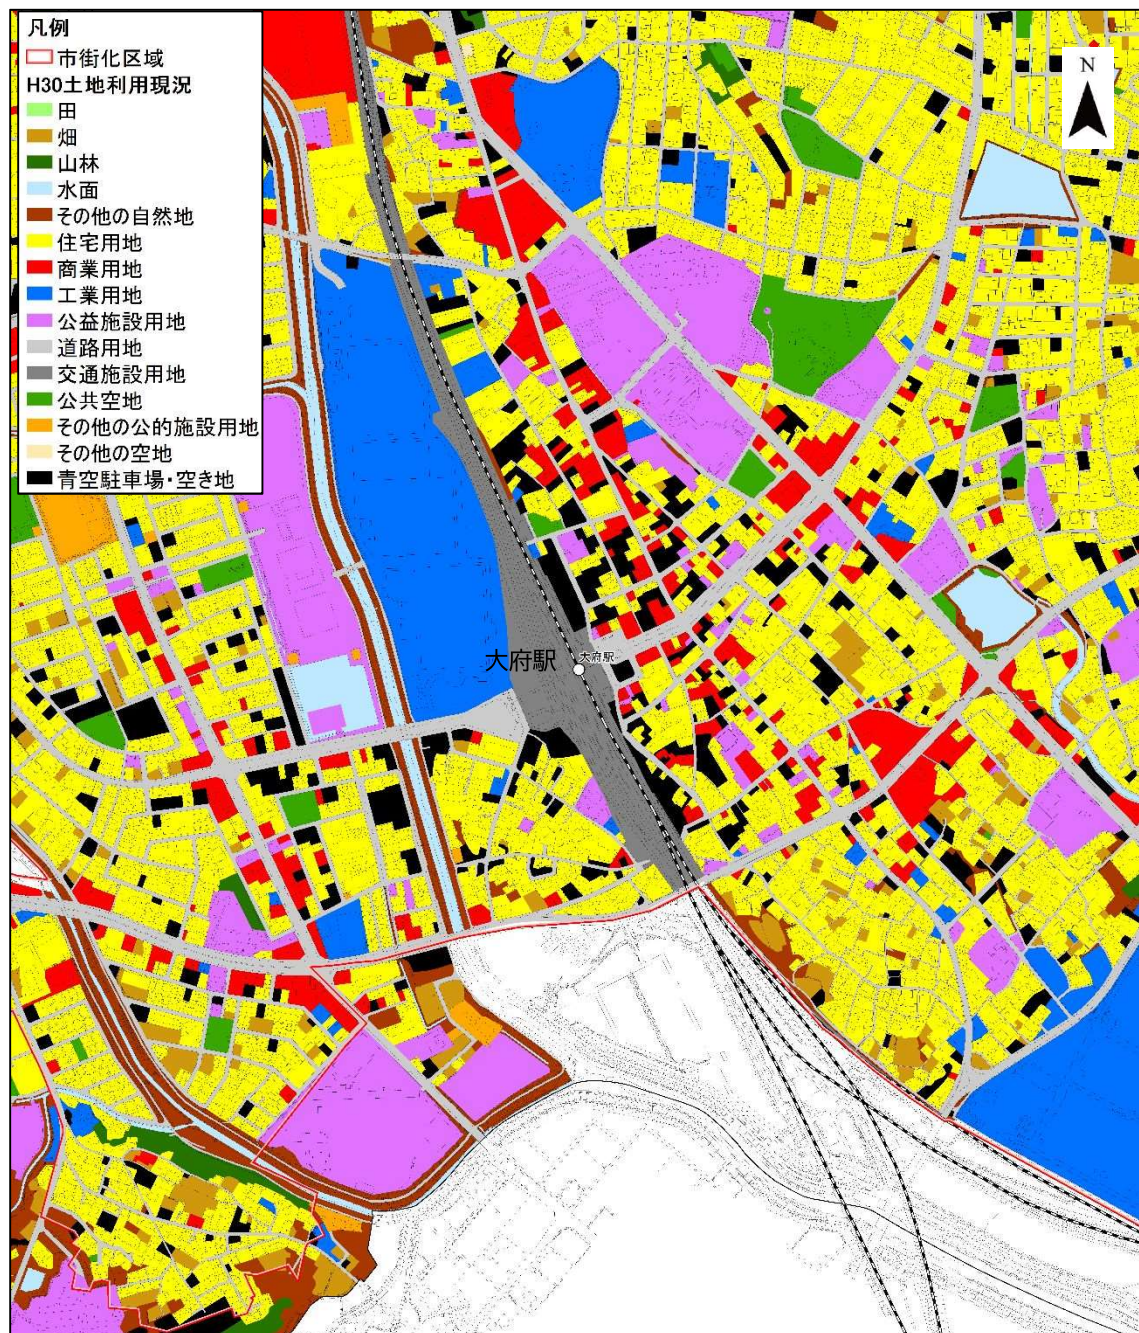 凡例
市街化区域
H30土地利用現況
田
畑
山林
水面
その他の自然地
住宅用地
商業用地
工業用地
公益施設用地
道路用地
交通施設用地
公共空地
その他の公的施設用地
その他の空地
青空駐車場・空き地
N
大府駅
大府駅